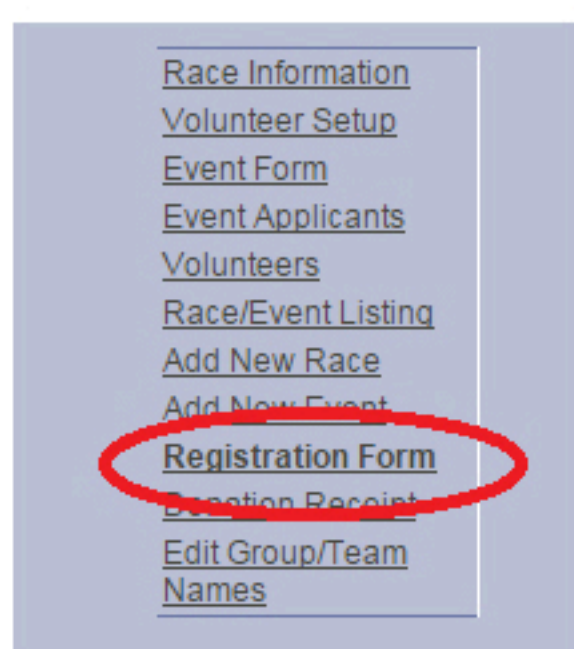 Race Information
Volunteer Setup
Event Form
Event Applicants
Volunteers
Race/Event Listing
Add New Race
Add New Event
Registration Form
Donation Receipt
Edit Group/Team
Names